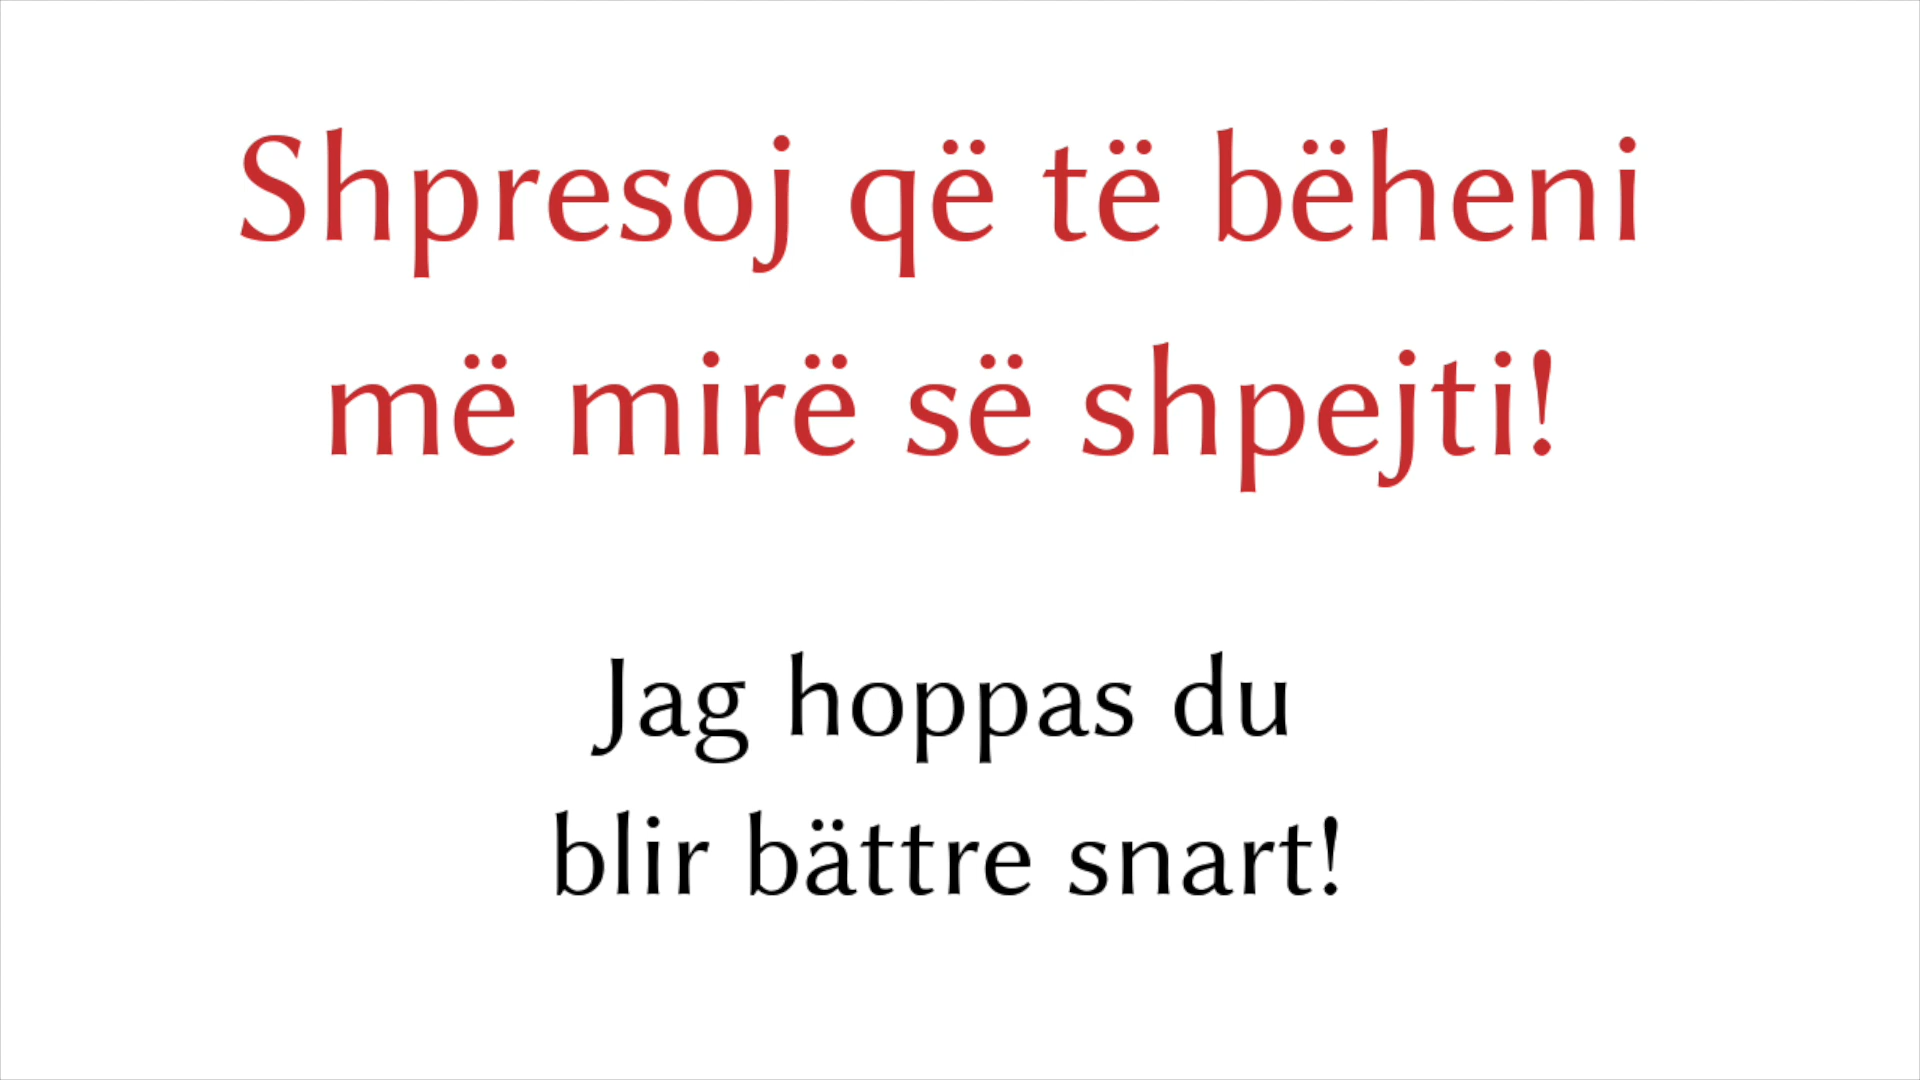 Shpresoj që të bëheni
më mirë së shpejti!
Jag hoppas du
blir bättre snart!